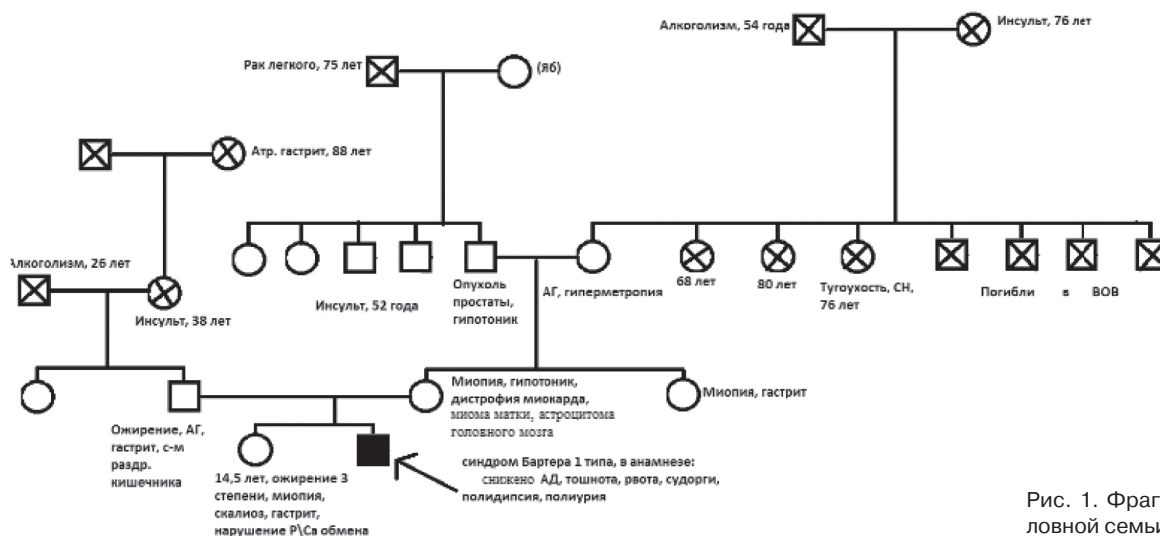 Алкоголизм, 54 года
Инсульт, 76 лет
Рак легкого, 75 лет
(ЯБ)
Атр. гастрит, 88 лет
Алкоголизм, 26 лет
Инсульт, 38 лет
Инсульт, 52 года
Опухоль
простаты,
гипотоник
АГ, гиперметропия
68 лет
80 лет
Тугоухость, СН,
76 лет
Погибли в ВОВ
Ожирение, АГ,
гастрит, с-м
раздр.
кишечника
Миопия, гипотоник,
дистрофия миокарда,
миома матки, астроцитома
головного мозга
Миопия, гастрит
14,5 лет, ожирение 3
степени, миопия,
скалиоз, гастрит,
нарушение Р\Са обмена
синдром Бартера 1 типа, в анамнезе:
снижено АД, тошнота, рвота, судорги,
полидипсия, полиурия
Рис. 1. Фраг
ловной семьи